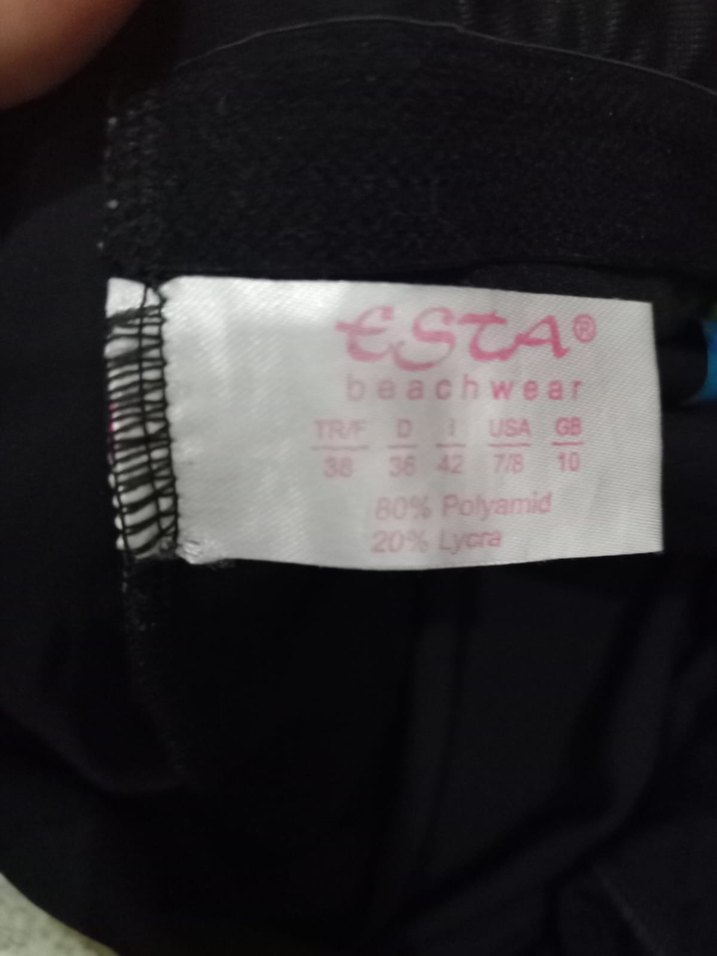 ESTA®
beachwear
TR/F D I USA GB
38 36 42 7/8 10
80% Polyamid
20% Lycra